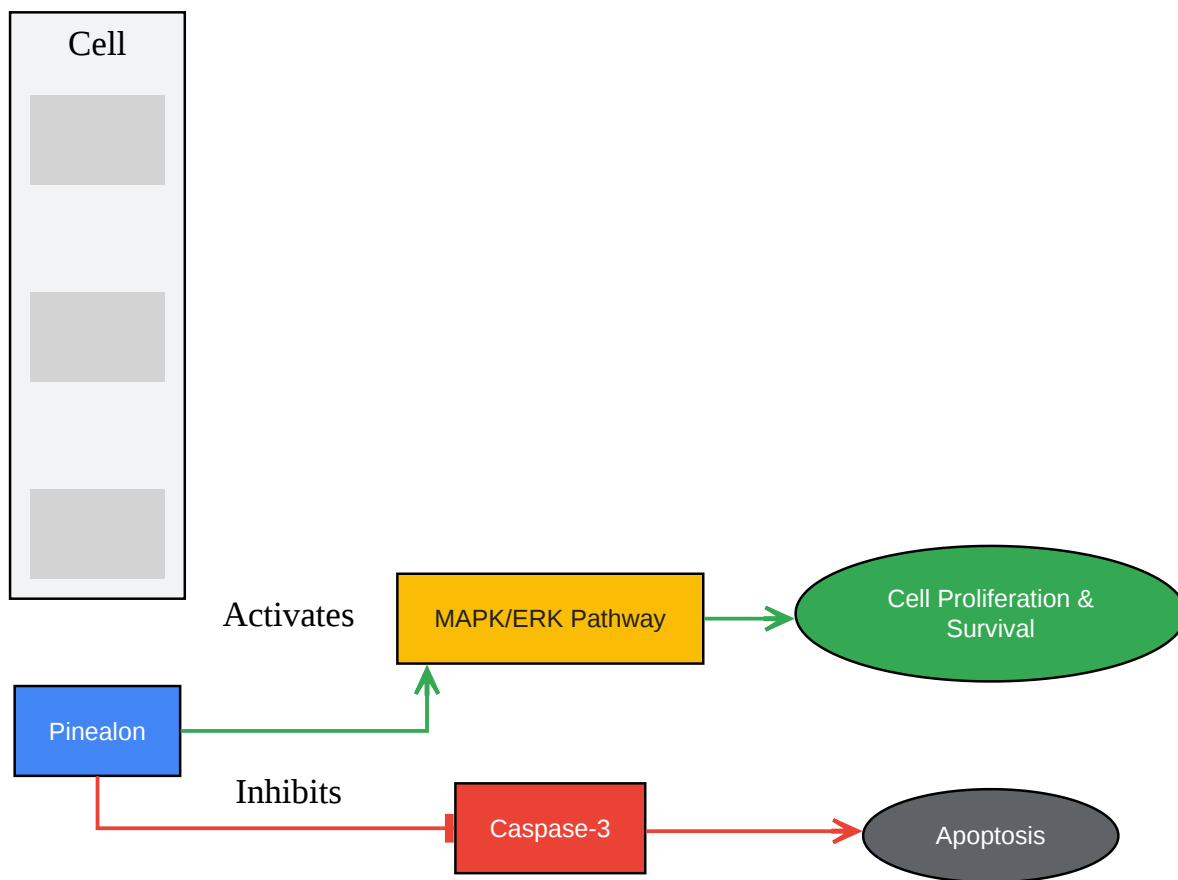 Cell
Activates
MAPK/ERK Pathway
Cell Proliferation &
Survival
Pinealon
Inhibits
Caspase-3
Apoptosis